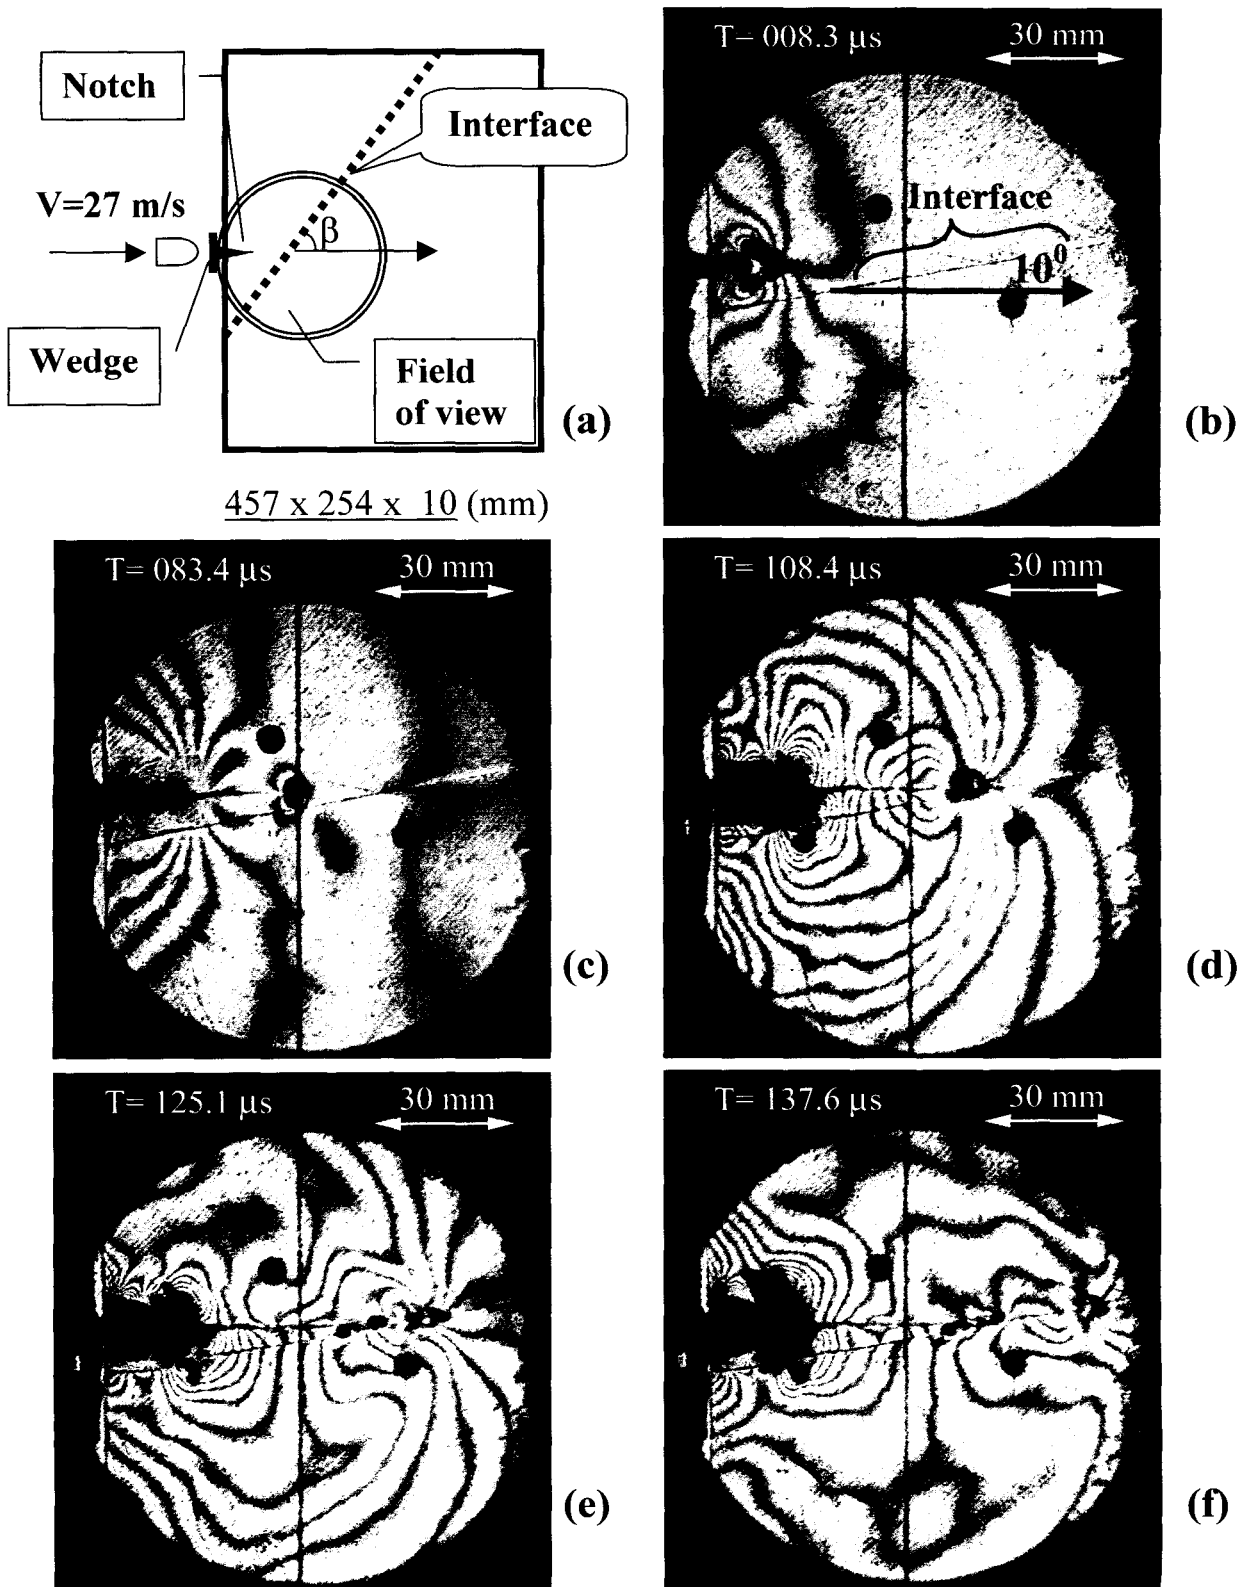 Notch
Interface
V=27 m/s
β
Wedge
Field
of view
(a)
457 x 254 x 10 (mm)
T= 008.3 µs
30 mm
Interface
10⁰
(b)
T= 083.4 µs
30 mm
(c)
T= 108.4 µs
30 mm
(d)
T= 125.1 µs
30 mm
(e)
T= 137.6 µs
30 mm
(f)